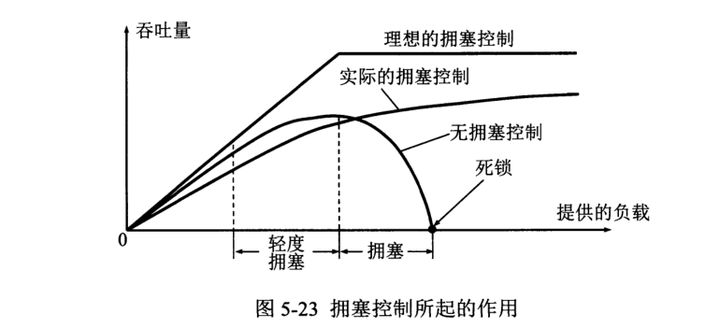 吞吐量
理想的拥塞控制
实际的拥塞控制
无拥塞控制
死锁
提供的负载
0
轻度
拥塞
拥塞
图 5-23 拥塞控制所起的作用